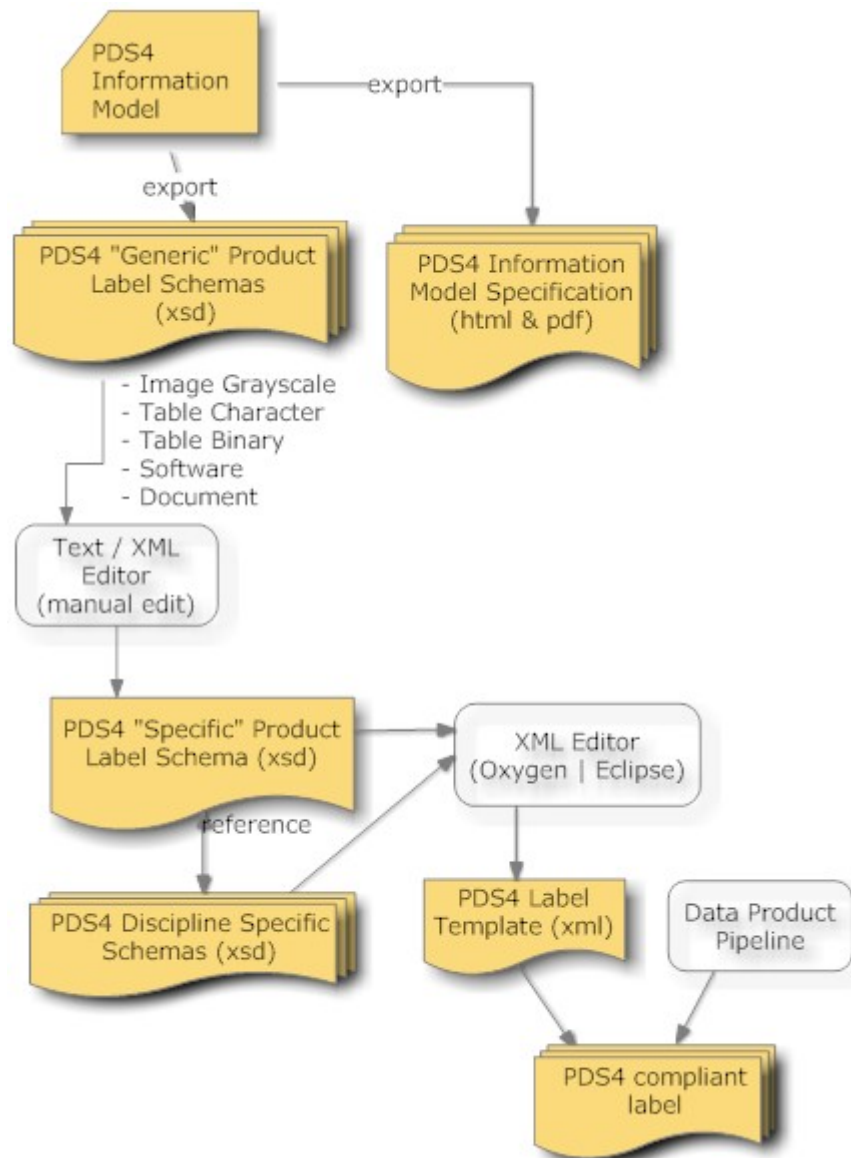 PDS4
Information
Model
export
export
PDS4 "Generic" Product
Label Schemas
(xsd)
PDS4 Information
Model Specification
(html & pdf)
- Image Grayscale
- Table Character
- Table Binary
- Software
- Document
Text / XML
Editor
(manual edit)
PDS4 "Specific" Product
Label Schema (xsd)
XML Editor
(Oxygen | Eclipse)
reference
PDS4 Discipline Specific
Schemas (xsd)
PDS4 Label
Template (xml)
Data Product
Pipeline
PDS4 compliant
label